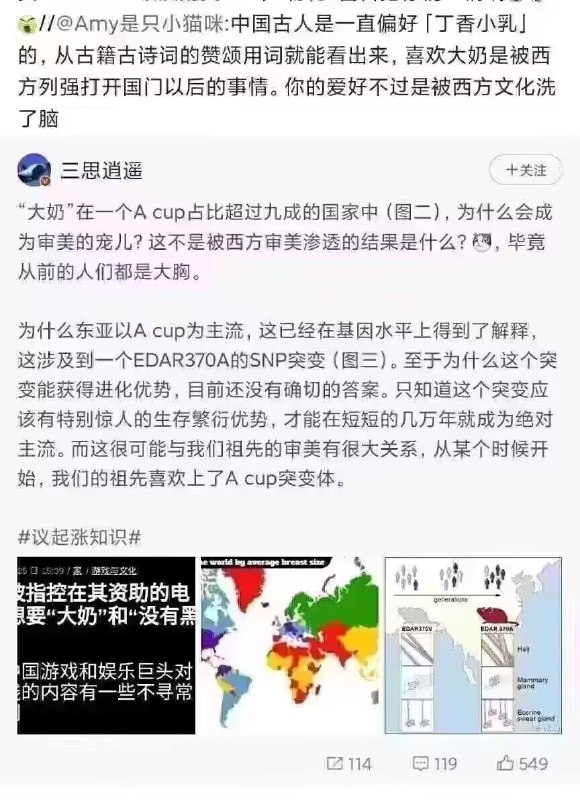 //@Amy是只小猫咪:中国古人是一直偏好「丁香小乳」
的，从古籍古诗词的赞颂用词就能看出来，喜欢大奶是被西
方列强打开国门以后的事情。你的爱好不过是被西方文化洗
了脑
三思逍遥
+关注
“大奶”在一个A cup占比超过九成的国家中（图二），为什么会成
为审美的宠儿？这不是被西方审美渗透的结果是什么？，毕竟
从前的人们都是大胸。
为什么东亚以A cup为主流，这已经在基因水平上得到了解释，
这涉及到一个EDAR370A的SNP突变（图三）。至于为什么这个突
变能获得进化优势，目前还没有确切的答案。只知道这个突变应
该有特别惊人的生存繁衍优势，才能在短短的几万年就成为绝对
主流。而这很可能与我们祖先的审美有很大关系，从某个时候开
始，我们的祖先喜欢上了A cup突变体。
#议起涨知识#
游戏与文化
被指控在其资助的电
想要“大奶”和“没有黑
国游戏和娱乐巨头对
的内容有一些不寻常
he world by average breast size
generations
EDAR370V
EDAR 370A
Hair
Mammary
gland
Eccrine
sweat gland
114
119
549